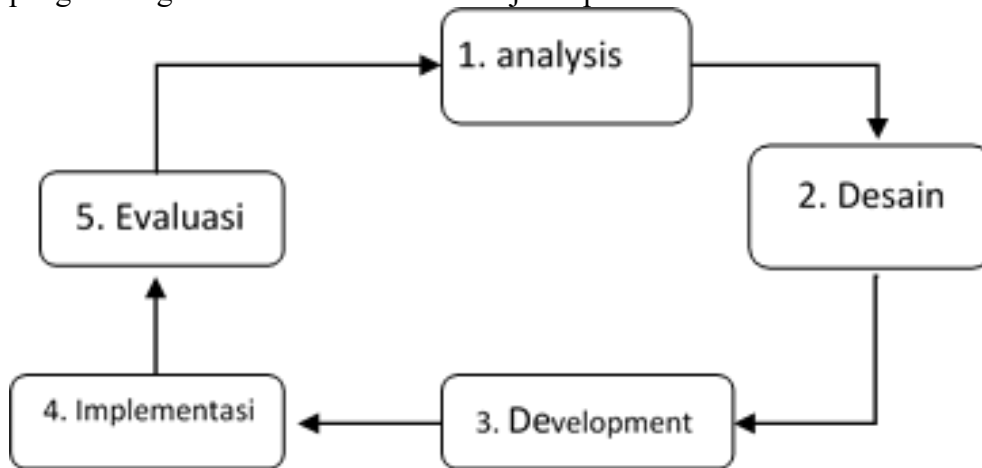 1. analysis
2. Desain
3. Development
4. Implementasi
5. Evaluasi